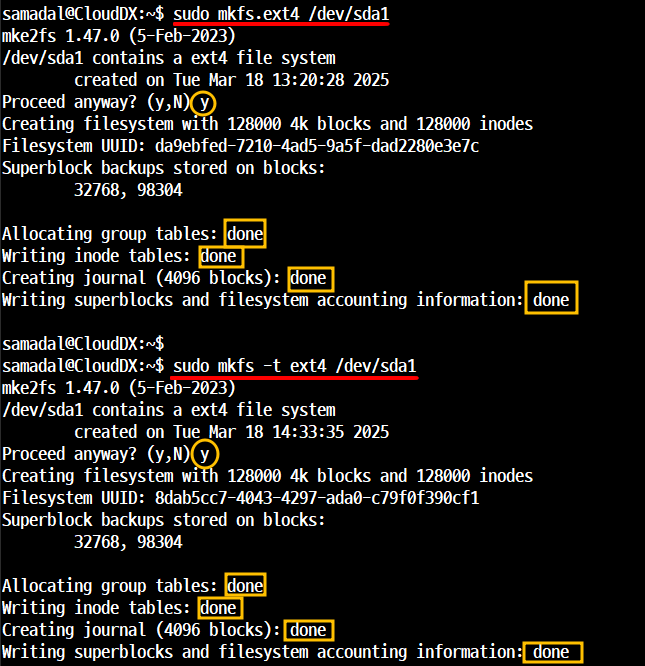 samadal@CloudDX:~$ sudo mkfs.ext4 /dev/sda1
mke2fs 1.47.0 (5-Feb-2023)
/dev/sda1 contains a ext4 file system
        created on Tue Mar 18 13:20:28 2025
Proceed anyway? (y,N) y
Creating filesystem with 128000 4k blocks and 128000 inodes
Filesystem UUID: da9ebfed-7210-4ad5-9a5f-dad2280e3e7c
Superblock backups stored on blocks:
        32768, 98304

Allocating group tables: done
Writing inode tables: done
Creating journal (4096 blocks): done
Writing superblocks and filesystem accounting information: done

samadal@CloudDX:~$
samadal@CloudDX:~$ sudo mkfs -t ext4 /dev/sda1
mke2fs 1.47.0 (5-Feb-2023)
/dev/sda1 contains a ext4 file system
        created on Tue Mar 18 14:33:35 2025
Proceed anyway? (y,N) y
Creating filesystem with 128000 4k blocks and 128000 inodes
Filesystem UUID: 8dab5cc7-4043-4297-ada0-c79f0f390cf1
Superblock backups stored on blocks:
        32768, 98304

Allocating group tables: done
Writing inode tables: done
Creating journal (4096 blocks): done
Writing superblocks and filesystem accounting information: done